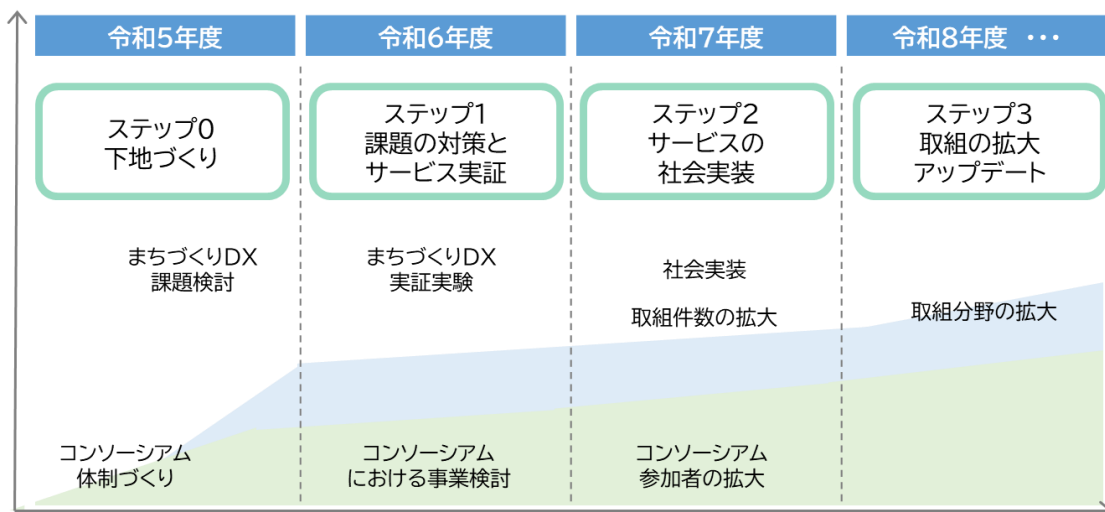 令和5年度
令和6年度
令和7年度
令和8年度 ・・・
ステップ0
下地づくり
ステップ1
課題の対策と
サービス実証
ステップ2
サービスの
社会実装
ステップ3
取組の拡大
アップデート
まちづくりDX
課題検討
まちづくりDX
実証実験
社会実装
取組件数の拡大
取組分野の拡大
コンソーシアム
体制づくり
コンソーシアム
における事業検討
コンソーシアム
参加者の拡大